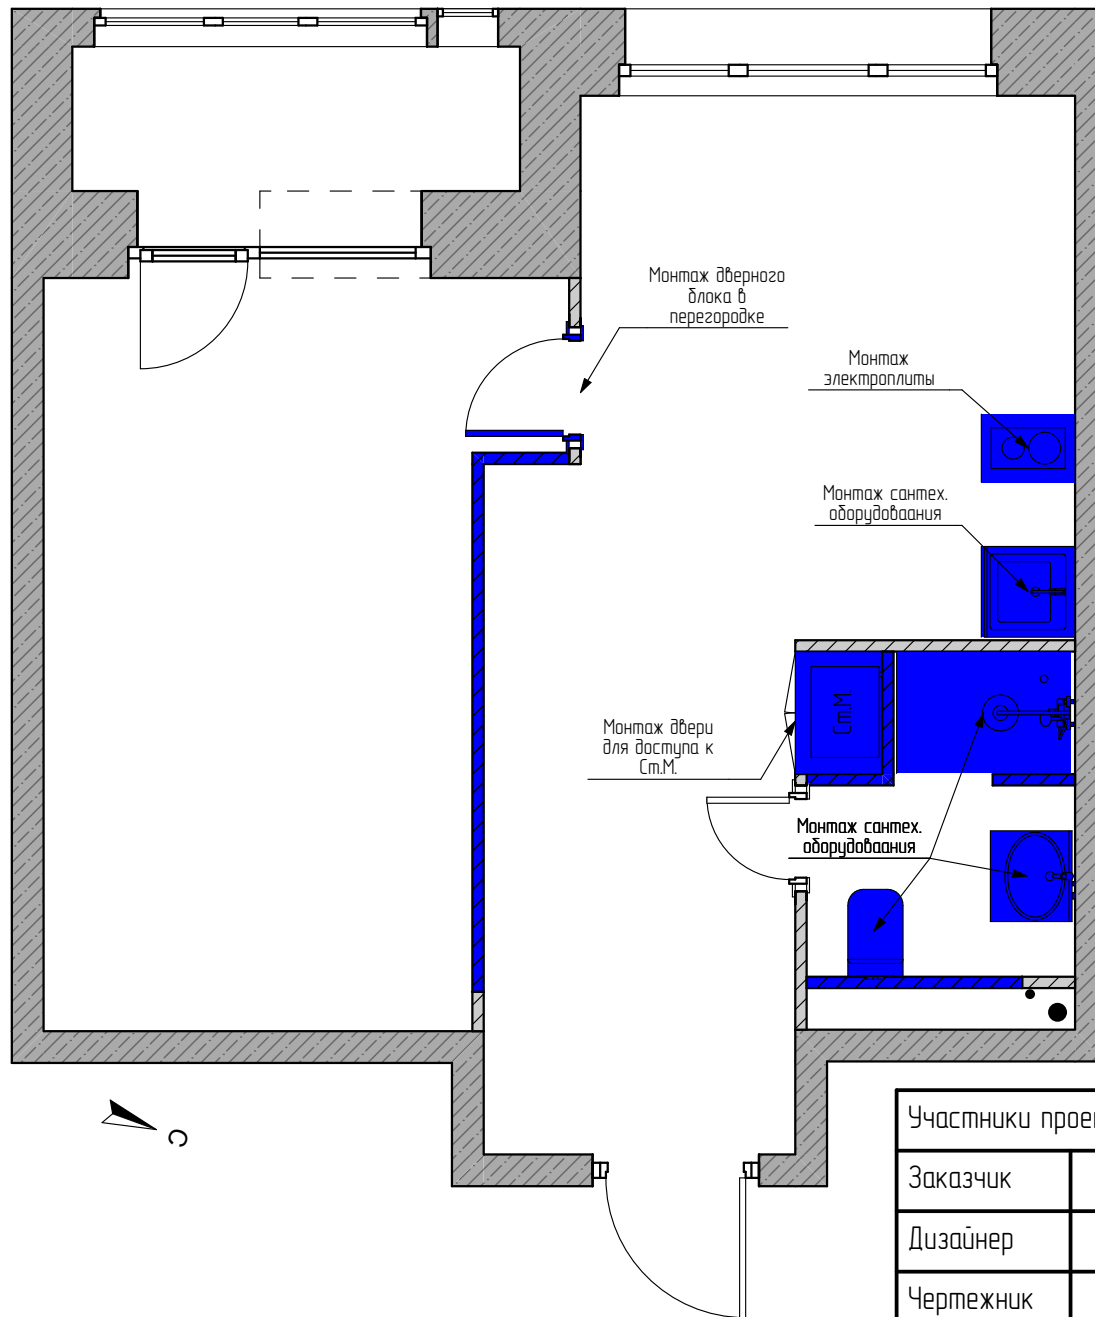 Монтаж дверного
блока в
перегородке
Монтаж
электроплиты
Монтаж сантех.
оборудоваания
Ст.М.
Монтаж двери
для доступа к
Ст.М.
Монтаж сантех.
оборудоваания
С
Участники прое
Заказчик
Дизайнер
Чертежник